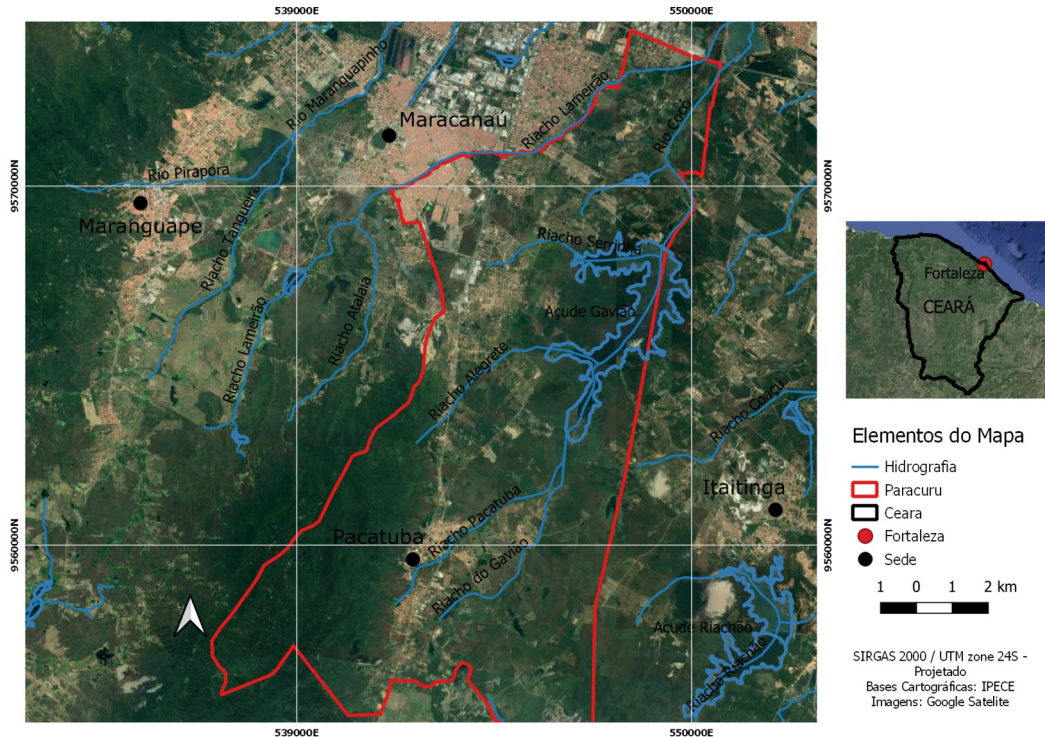 539000E
550000E
Rio Maranguapinho
Maracanau
Riacho Lameirão
Rio Cocó
9570000N
9570000N
Rio Pirapora
Maranguape
Riacho Tangueira
Riacho Serrinha
Açude Gavião
Riacho Lameirão
Riacho Atalaia
Riacho Alegrete
Riacho Coaçú
Itaitinga
Pacatuba
Riacho Pacatuba
Riacho do Gavião
9560000N
9560000N
Açude Riachão
Riacho Riachão
539000E
550000E
Fortaleza
CEARÁ
Elementos do Mapa
Hidrografia
Paracuru
Ceara
Fortaleza
Sede
1 0 1 2 km
SIRGAS 2000 / UTM zone 24S -
Projetado
Bases Cartográficas: IPECE
Imagens: Google Satelite